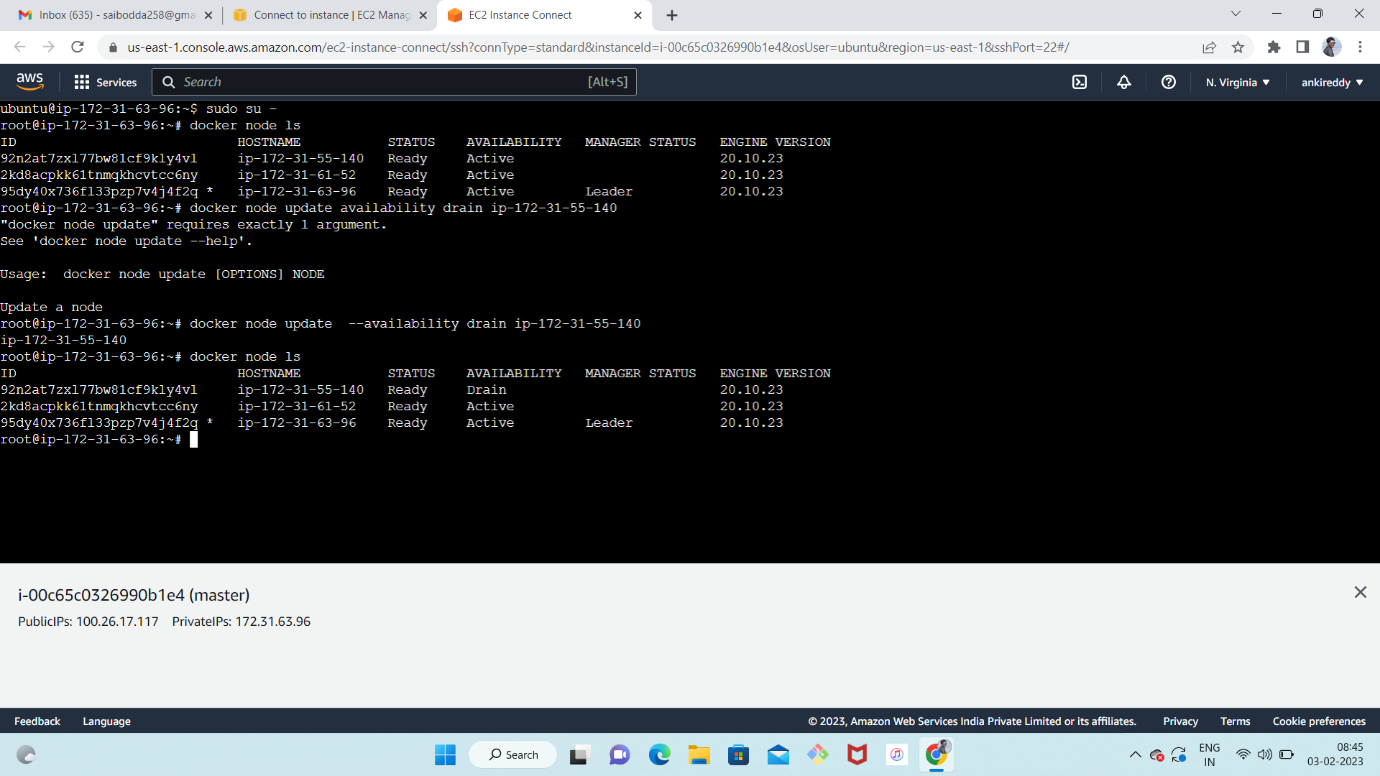 Inbox (635) - saibodda258@gma
Connect to instance | EC2 Manag
EC2 Instance Connect
us-east-1.console.aws.amazon.com/ec2-instance-connect/ssh?connType=standard&instanceId=i-00c65c0326990b1e4&osUser=ubuntu&region=us-east-1&sshPort=22#/
aws Services Search [Alt+S] N. Virginia ankireddy
ubuntu@ip-172-31-63-96:~$ sudo su -
root@ip-172-31-63-96:~# docker node ls
ID HOSTNAME STATUS AVAILABILITY MANAGER STATUS ENGINE VERSION
92n2at7zxl77bw81cf9kly4vl ip-172-31-55-140 Ready Active 20.10.23
2kd8acpkk6ltnmqkhcvtcc6ny ip-172-31-61-52 Ready Active 20.10.23
95dy40x736fl33pzp7v4j4f2q * ip-172-31-63-96 Ready Active Leader 20.10.23
root@ip-172-31-63-96:~# docker node update availability drain ip-172-31-55-140
"docker node update" requires exactly 1 argument.
See 'docker node update --help'.
Usage:  docker node update [OPTIONS] NODE
Update a node
root@ip-172-31-63-96:~# docker node update  --availability drain ip-172-31-55-140
ip-172-31-55-140
root@ip-172-31-63-96:~# docker node ls
ID HOSTNAME STATUS AVAILABILITY MANAGER STATUS ENGINE VERSION
92n2at7zxl77bw81cf9kly4vl ip-172-31-55-140 Ready Drain 20.10.23
2kd8acpkk6ltnmqkhcvtcc6ny ip-172-31-61-52 Ready Active 20.10.23
95dy40x736fl33pzp7v4j4f2q * ip-172-31-63-96 Ready Active Leader 20.10.23
root@ip-172-31-63-96:~#
i-00c65c0326990b1e4 (master)
PublicIPs: 100.26.17.117 PrivateIPs: 172.31.63.96
Feedback Language © 2023, Amazon Web Services India Private Limited or its affiliates. Privacy Terms Cookie preferences
Search ENG 08:45
IN 03-02-2023